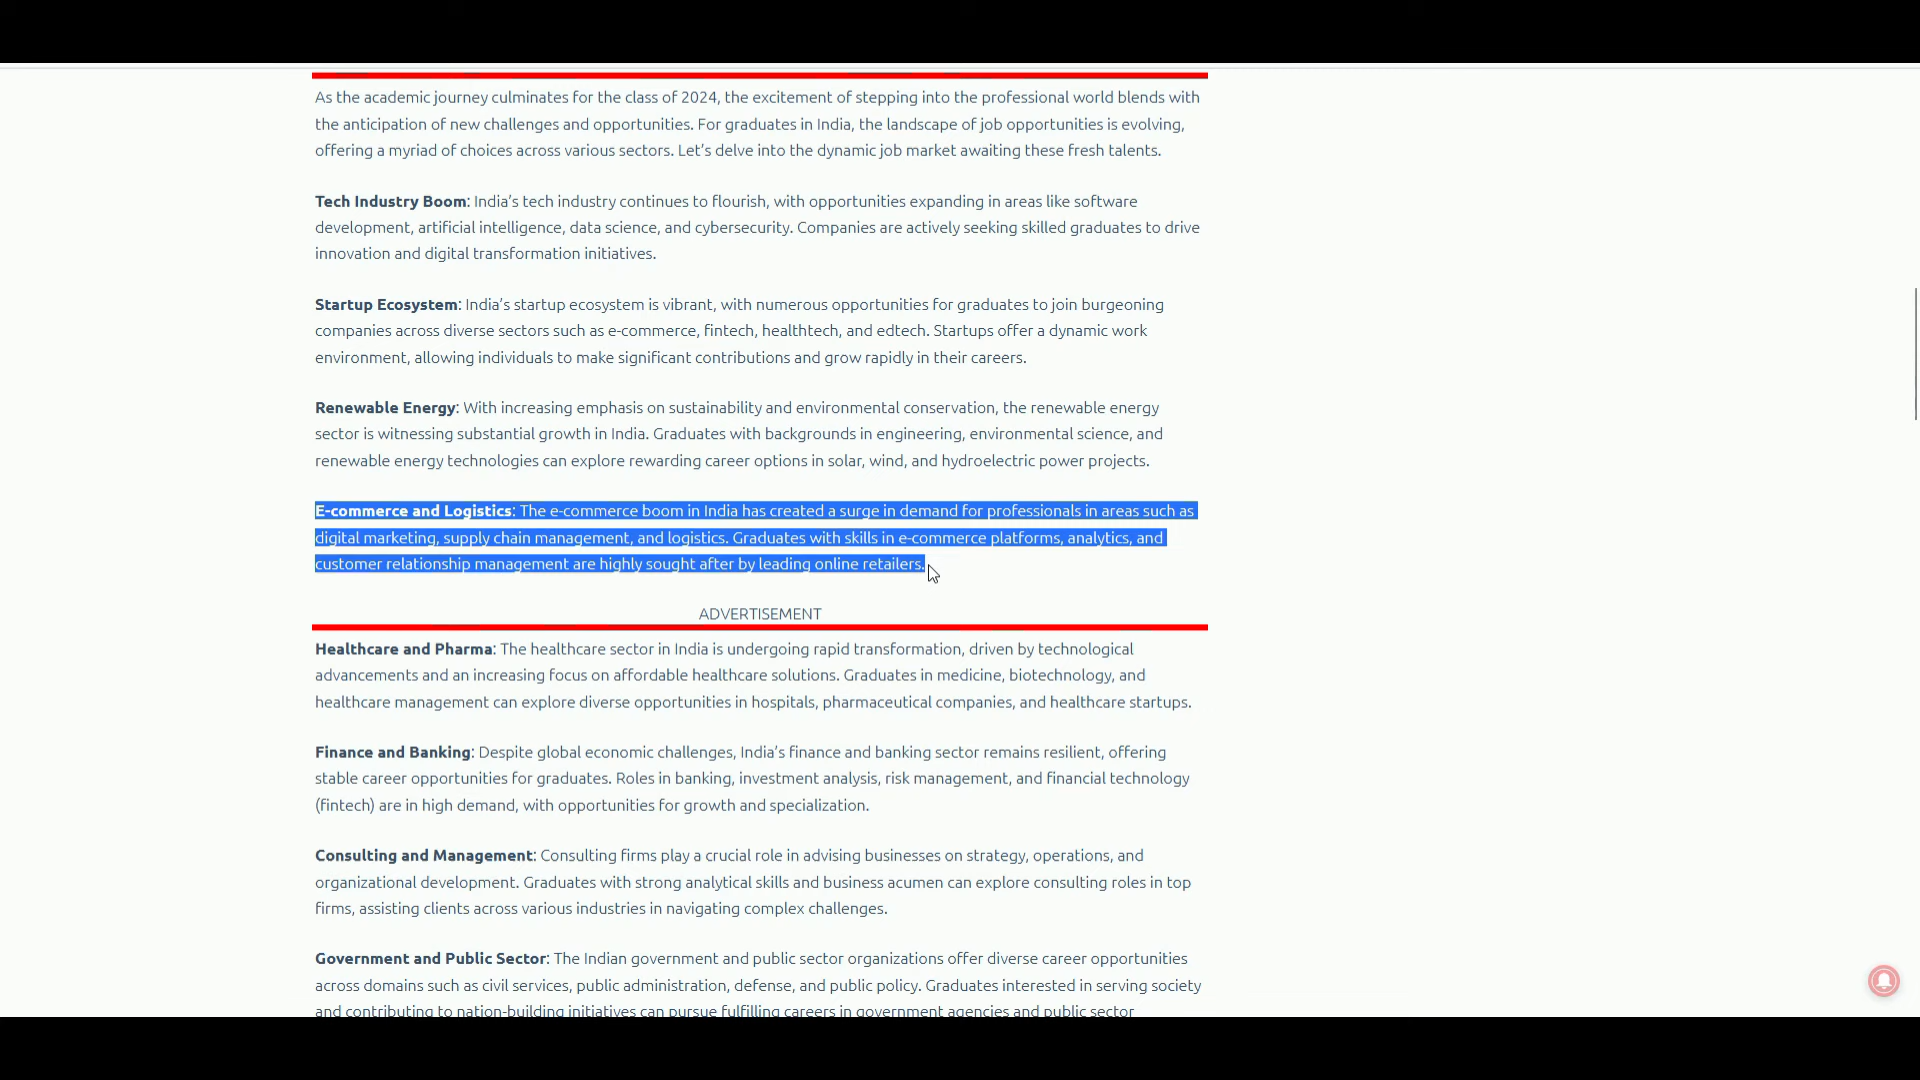 As the academic journey culminates for the class of 2024, the excitement of stepping into the professional world blends with
the anticipation of new challenges and opportunities. For graduates in India, the landscape of job opportunities is evolving,
offering a myriad of choices across various sectors. Let’s delve into the dynamic job market awaiting these fresh talents.
Tech Industry Boom: India’s tech industry continues to flourish, with opportunities expanding in areas like software
development, artificial intelligence, data science, and cybersecurity. Companies are actively seeking skilled graduates to drive
innovation and digital transformation initiatives.
Startup Ecosystem: India’s startup ecosystem is vibrant, with numerous opportunities for graduates to join burgeoning
companies across diverse sectors such as e-commerce, fintech, healthtech, and edtech. Startups offer a dynamic work
environment, allowing individuals to make significant contributions and grow rapidly in their careers.
Renewable Energy: With increasing emphasis on sustainability and environmental conservation, the renewable energy
sector is witnessing substantial growth in India. Graduates with backgrounds in engineering, environmental science, and
renewable energy technologies can explore rewarding career options in solar, wind, and hydroelectric power projects.
E-commerce and Logistics: The e-commerce boom in India has created a surge in demand for professionals in areas such as
digital marketing, supply chain management, and logistics. Graduates with skills in e-commerce platforms, analytics, and
customer relationship management are highly sought after by leading online retailers.
ADVERTISEMENT
Healthcare and Pharma: The healthcare sector in India is undergoing rapid transformation, driven by technological
advancements and an increasing focus on affordable healthcare solutions. Graduates in medicine, biotechnology, and
healthcare management can explore diverse opportunities in hospitals, pharmaceutical companies, and healthcare startups.
Finance and Banking: Despite global economic challenges, India’s finance and banking sector remains resilient, offering
stable career opportunities for graduates. Roles in banking, investment analysis, risk management, and financial technology
(fintech) are in high demand, with opportunities for growth and specialization.
Consulting and Management: Consulting firms play a crucial role in advising businesses on strategy, operations, and
organizational development. Graduates with strong analytical skills and business acumen can explore consulting roles in top
firms, assisting clients across various industries in navigating complex challenges.
Government and Public Sector: The Indian government and public sector organizations offer diverse career opportunities
across domains such as civil services, public administration, defense, and public policy. Graduates interested in serving society
and contributing to nation-building initiatives can pursue fulfilling careers in government agencies and public sector